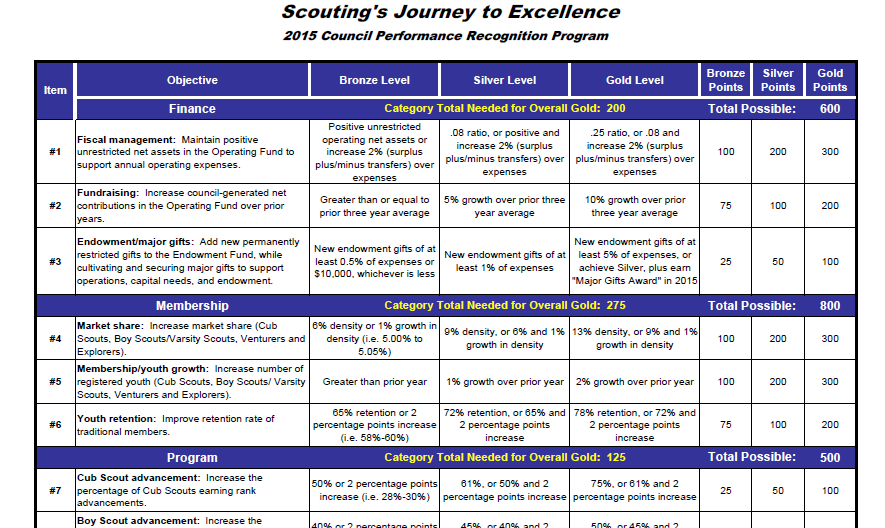 Scouting's Journey to Excellence
2015 Council Performance Recognition Program
Item
Objective
Bronze Level
Silver Level
Gold Level
Bronze
Points
Silver
Points
Gold
Points
Finance
Category Total Needed for Overall Gold: 200
Total Possible:
600
#1
Fiscal management: Maintain positive
unrestricted net assets in the Operating Fund to
support annual operating expenses.
Positive unrestricted
operating net assets or
increase 2% (surplus
plus/minus transfers) over
expenses
.08 ratio, or positive and
increase 2% (surplus
plus/minus transfers) over
expenses
.25 ratio, or .08 and
increase 2% (surplus
plus/minus transfers) over
expenses
100
200
300
#2
Fundraising: Increase council-generated net
contributions in the Operating Fund over prior
years.
Greater than or equal to
prior three year average
5% growth over prior three
year average
10% growth over prior
three year average
75
100
200
#3
Endowment/major gifts: Add new permanently
restricted gifts to the Endowment Fund, while
cultivating and securing major gifts to support
operations, capital needs, and endowment.
New endowment gifts of at
least 0.5% of expenses or
$10,000, whichever is less
New endowment gifts of at
least 1% of expenses
New endowment gifts of at
least 5% of expenses, or
achieve Silver, plus earn
"Major Gifts Award" in 2015
25
50
100
Membership
Category Total Needed for Overall Gold: 275
Total Possible:
800
#4
Market share: Increase market share (Cub
Scouts, Boy Scouts/Varsity Scouts, Venturers and
Explorers).
6% density or 1% growth in
density (i.e. 5.00% to
5.05%)
9% density, or 6% and 1%
growth in density
13% density, or 9% and 1%
growth in density
100
200
300
#5
Membership/youth growth: Increase number of
registered youth (Cub Scouts, Boy Scouts/ Varsity
Scouts, Venturers and Explorers).
Greater than prior year
1% growth over prior year
2% growth over prior year
100
200
300
#6
Youth retention: Improve retention rate of
traditional members.
65% retention or 2
percentage points increase
(i.e. 58%-60%)
72% retention, or 65% and
2 percentage points
increase
78% retention, or 72% and
2 percentage points
increase
75
100
200
Program
Category Total Needed for Overall Gold: 125
Total Possible:
500
#7
Cub Scout advancement: Increase the
percentage of Cub Scouts earning rank
advancements.
50% or 2 percentage points
increase (i.e. 28%-30%)
61%, or 50% and 2
percentage points increase
75%, or 61% and 2
percentage points increase
25
50
100
Boy Scout advancement: Increase the
40% or 2 percentage points
45%, or 40% and 2
50%, or 45% and 2